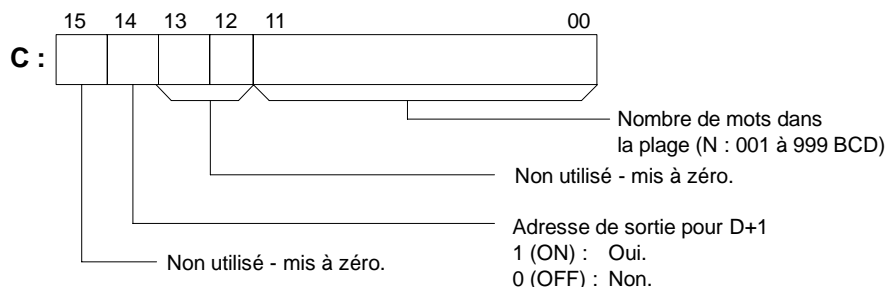 15 14 13 12 11 00
C :
Nombre de mots dans
la plage (N : 001 à 999 BCD)
Non utilisé - mis à zéro.
Adresse de sortie pour D+1
1 (ON) : Oui.
0 (OFF) : Non.
Non utilisé - mis à zéro.